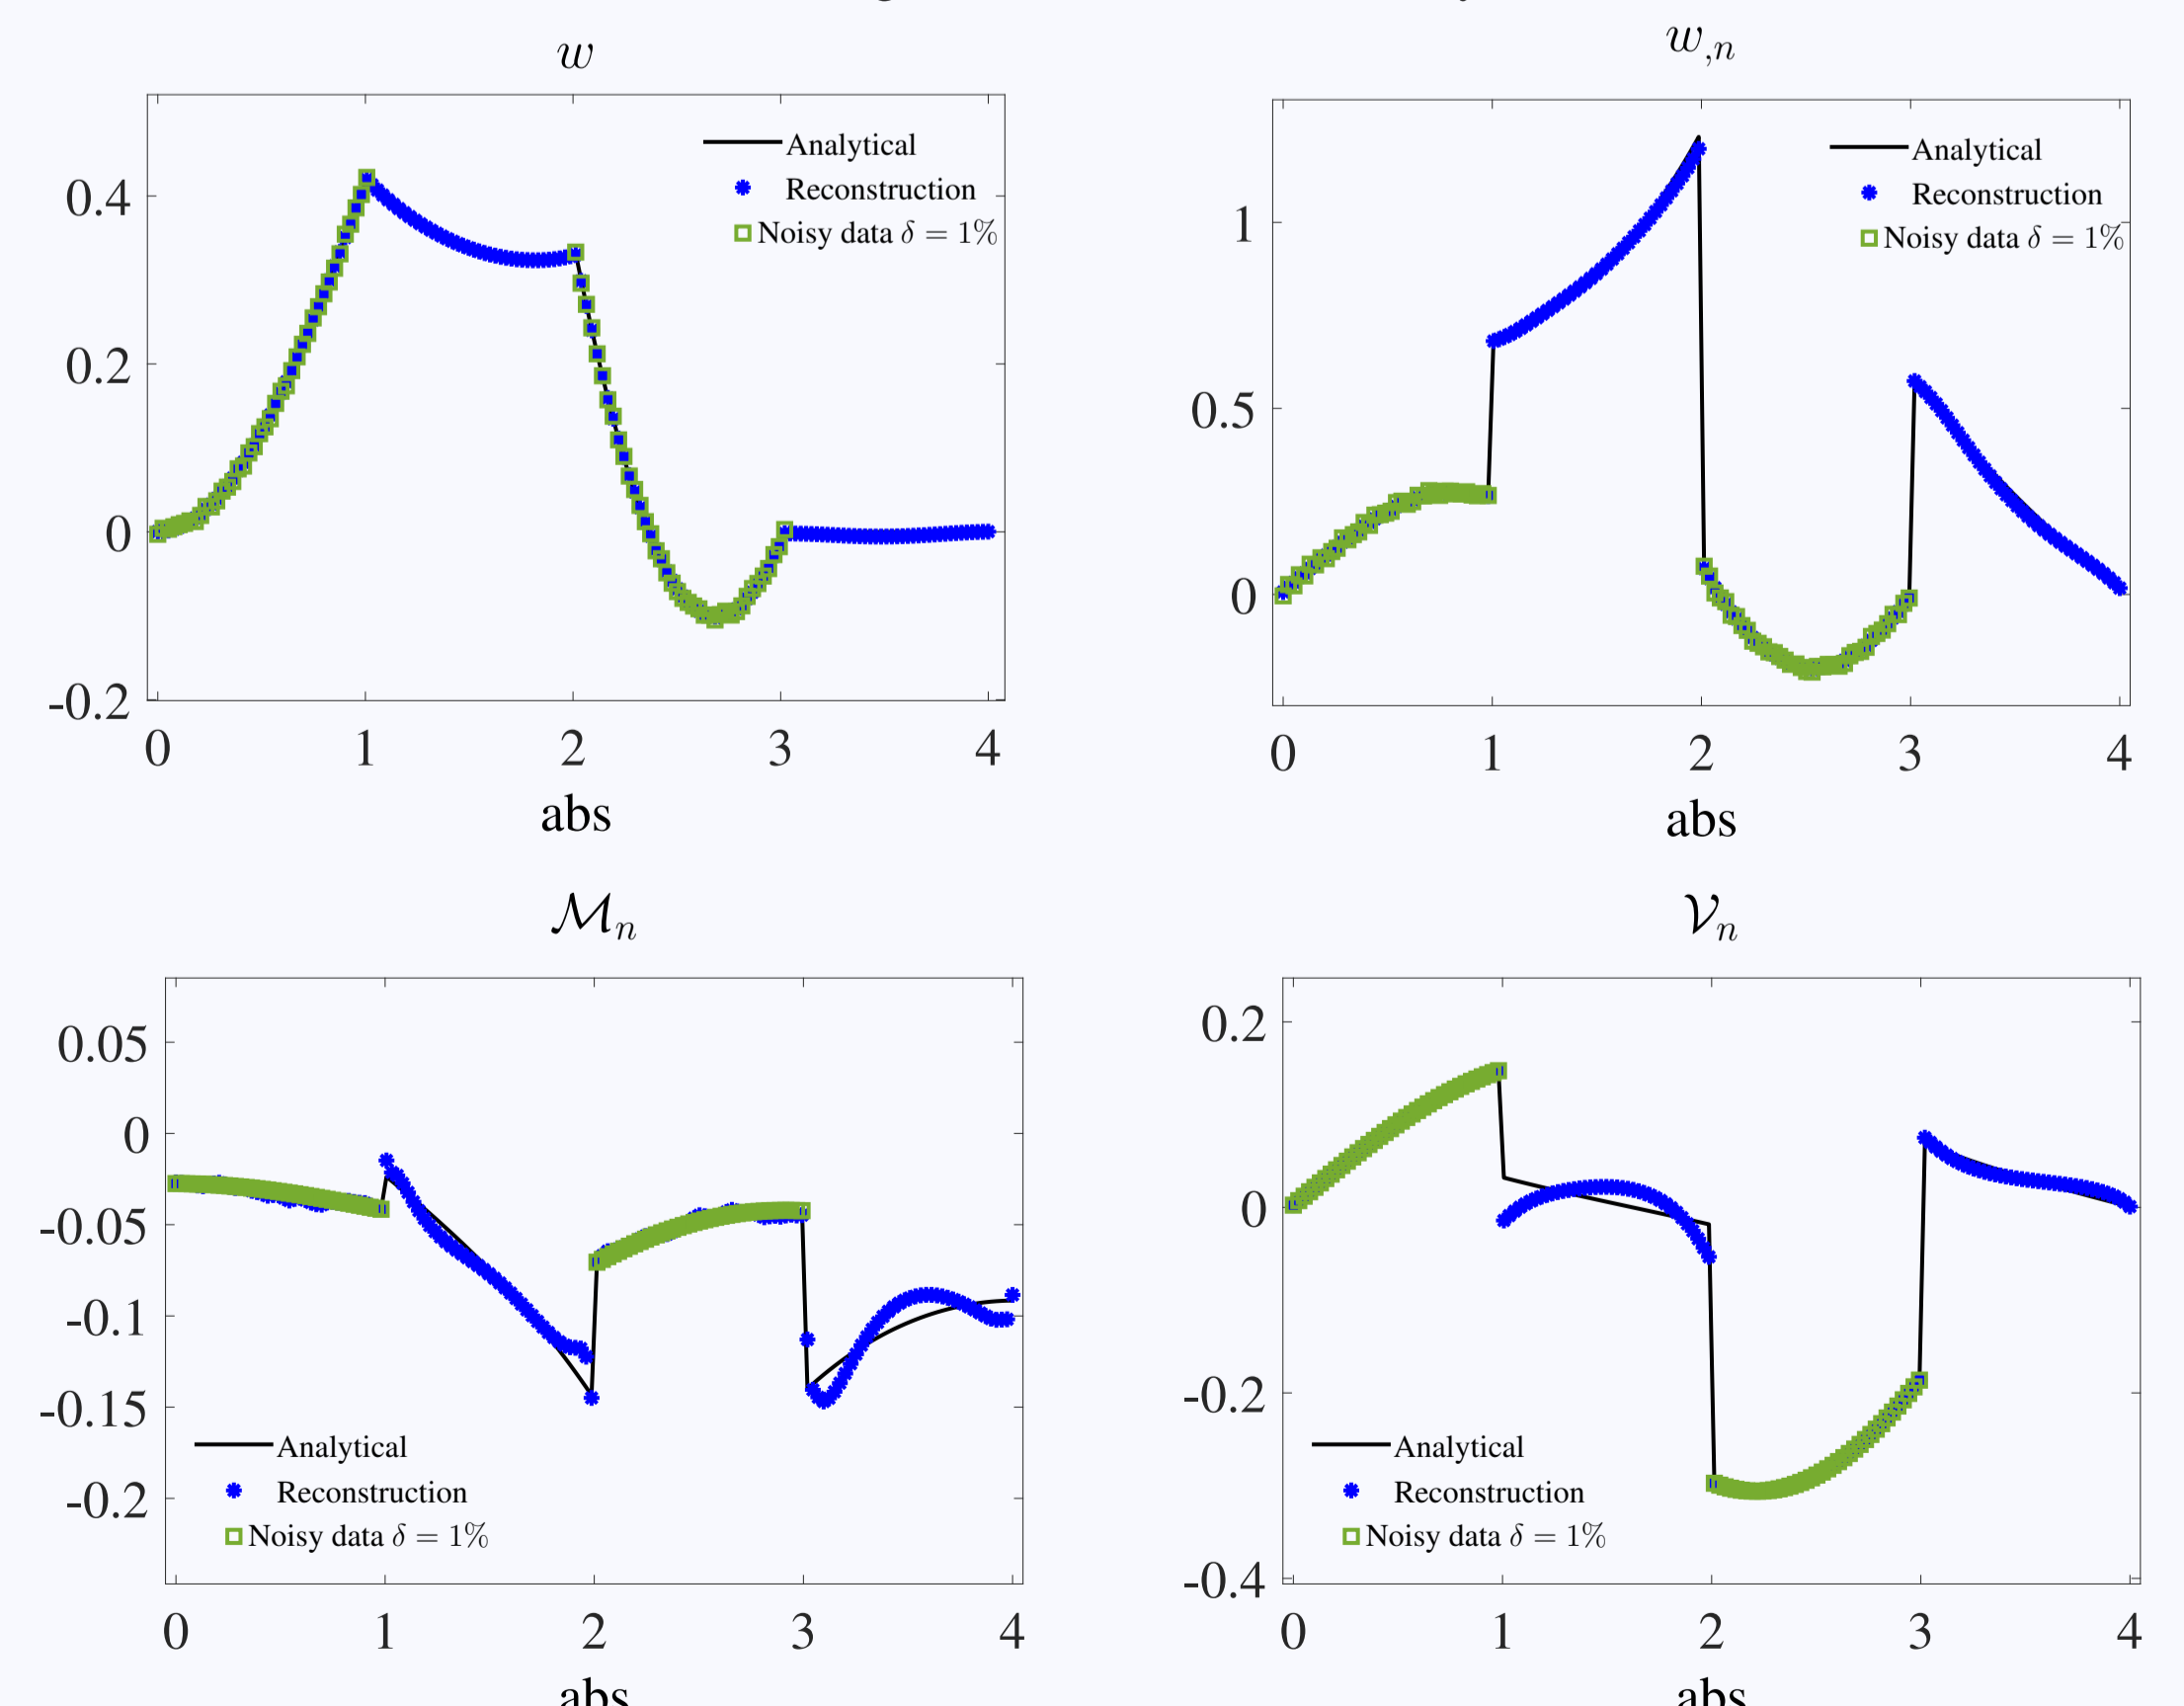 w
0.4
0.2
0
-0.2
0 1 2 3 4
abs
Analytical
Reconstruction
Noisy data δ = 1%
w,n
1
0.5
0
0 1 2 3 4
abs
Analytical
Reconstruction
Noisy data δ = 1%
ℳn
0.05
0
-0.05
-0.1
-0.15
-0.2
Analytical
Reconstruction
Noisy data δ = 1%
0 1 2 3 4
abs
𝒱n
0.2
0
-0.2
-0.4
Analytical
Reconstruction
Noisy data δ = 1%
0 1 2 3 4
abs